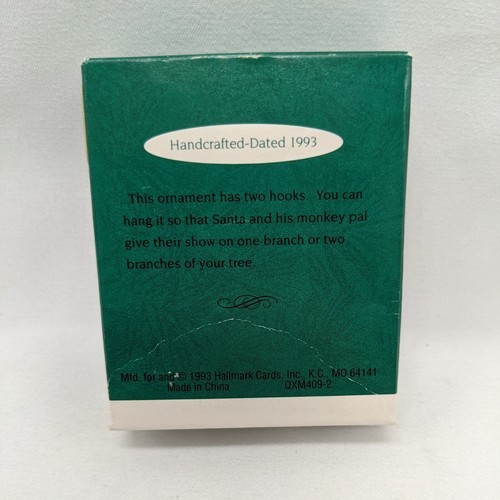 Handcrafted-Dated 1993
This ornament has two hooks. You can
hang it so that Santa and his monkey pal
give their show on one branch or two
branches of your tree.
Mfd. for and © 1993 Hallmark Cards, Inc., K.C., MO 64141
Made in China QXM409-2